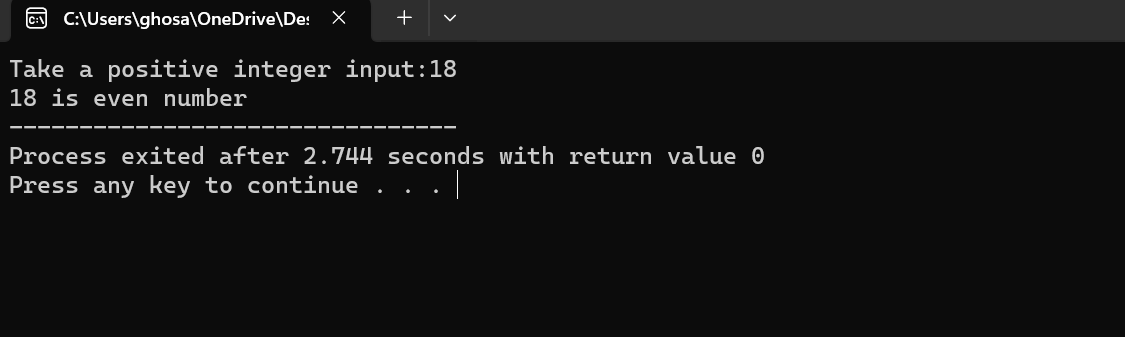 C:\Users\ghosa\OneDrive\Des
Take a positive integer input:18
18 is even number
--------------------------------
Process exited after 2.744 seconds with return value 0
Press any key to continue . . .